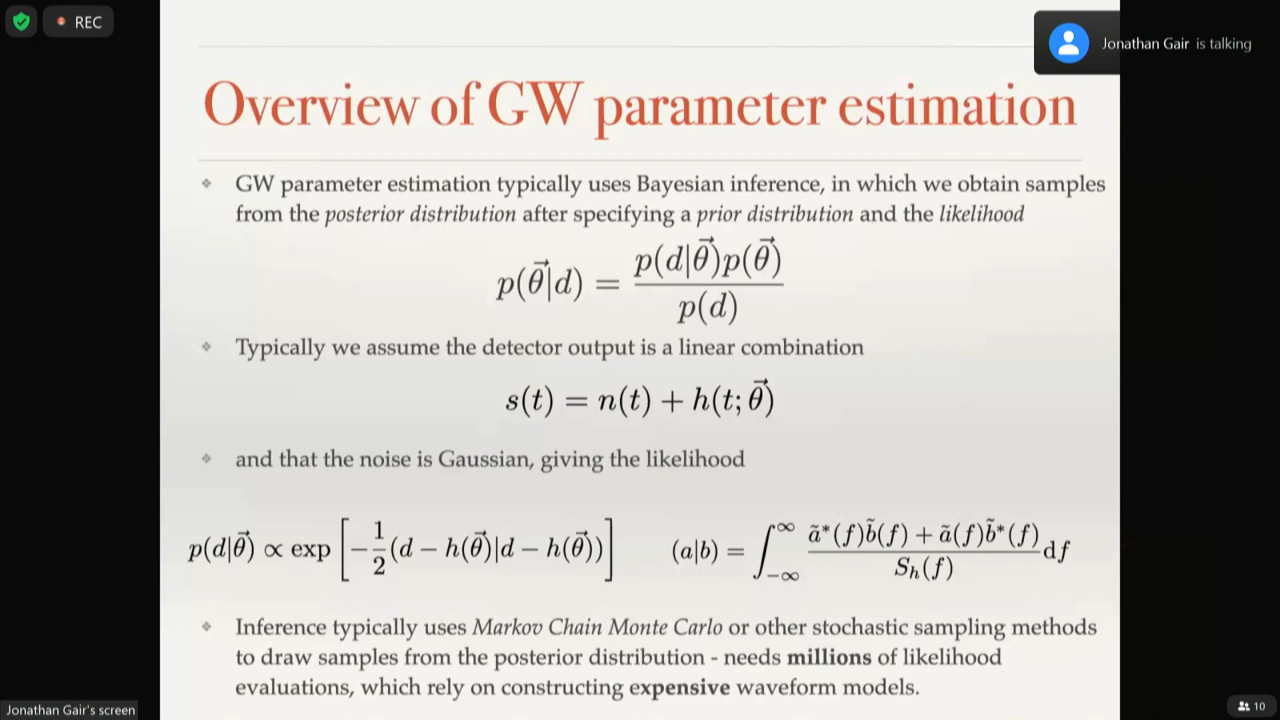 REC
Jonathan Gair is talking
Overview of GW parameter estimation
❖ GW parameter estimation typically uses Bayesian inference, in which we obtain samples
from the posterior distribution after specifying a prior distribution and the likelihood
p(θ⃗|d) = p(d|θ⃗)p(θ⃗) / p(d)
❖ Typically we assume the detector output is a linear combination
s(t) = n(t) + h(t; θ⃗)
❖ and that the noise is Gaussian, giving the likelihood
p(d|θ⃗) ∝ exp [−1/2 (d − h(θ⃗)|d − h(θ⃗))]    (a|b) = ∫_{−∞}^{∞} ã*(f)b̃(f) + ã(f)b̃*(f) / S_h(f) df
❖ Inference typically uses Markov Chain Monte Carlo or other stochastic sampling methods
to draw samples from the posterior distribution - needs millions of likelihood
evaluations, which rely on constructing expensive waveform models.
Jonathan Gair's screen
10